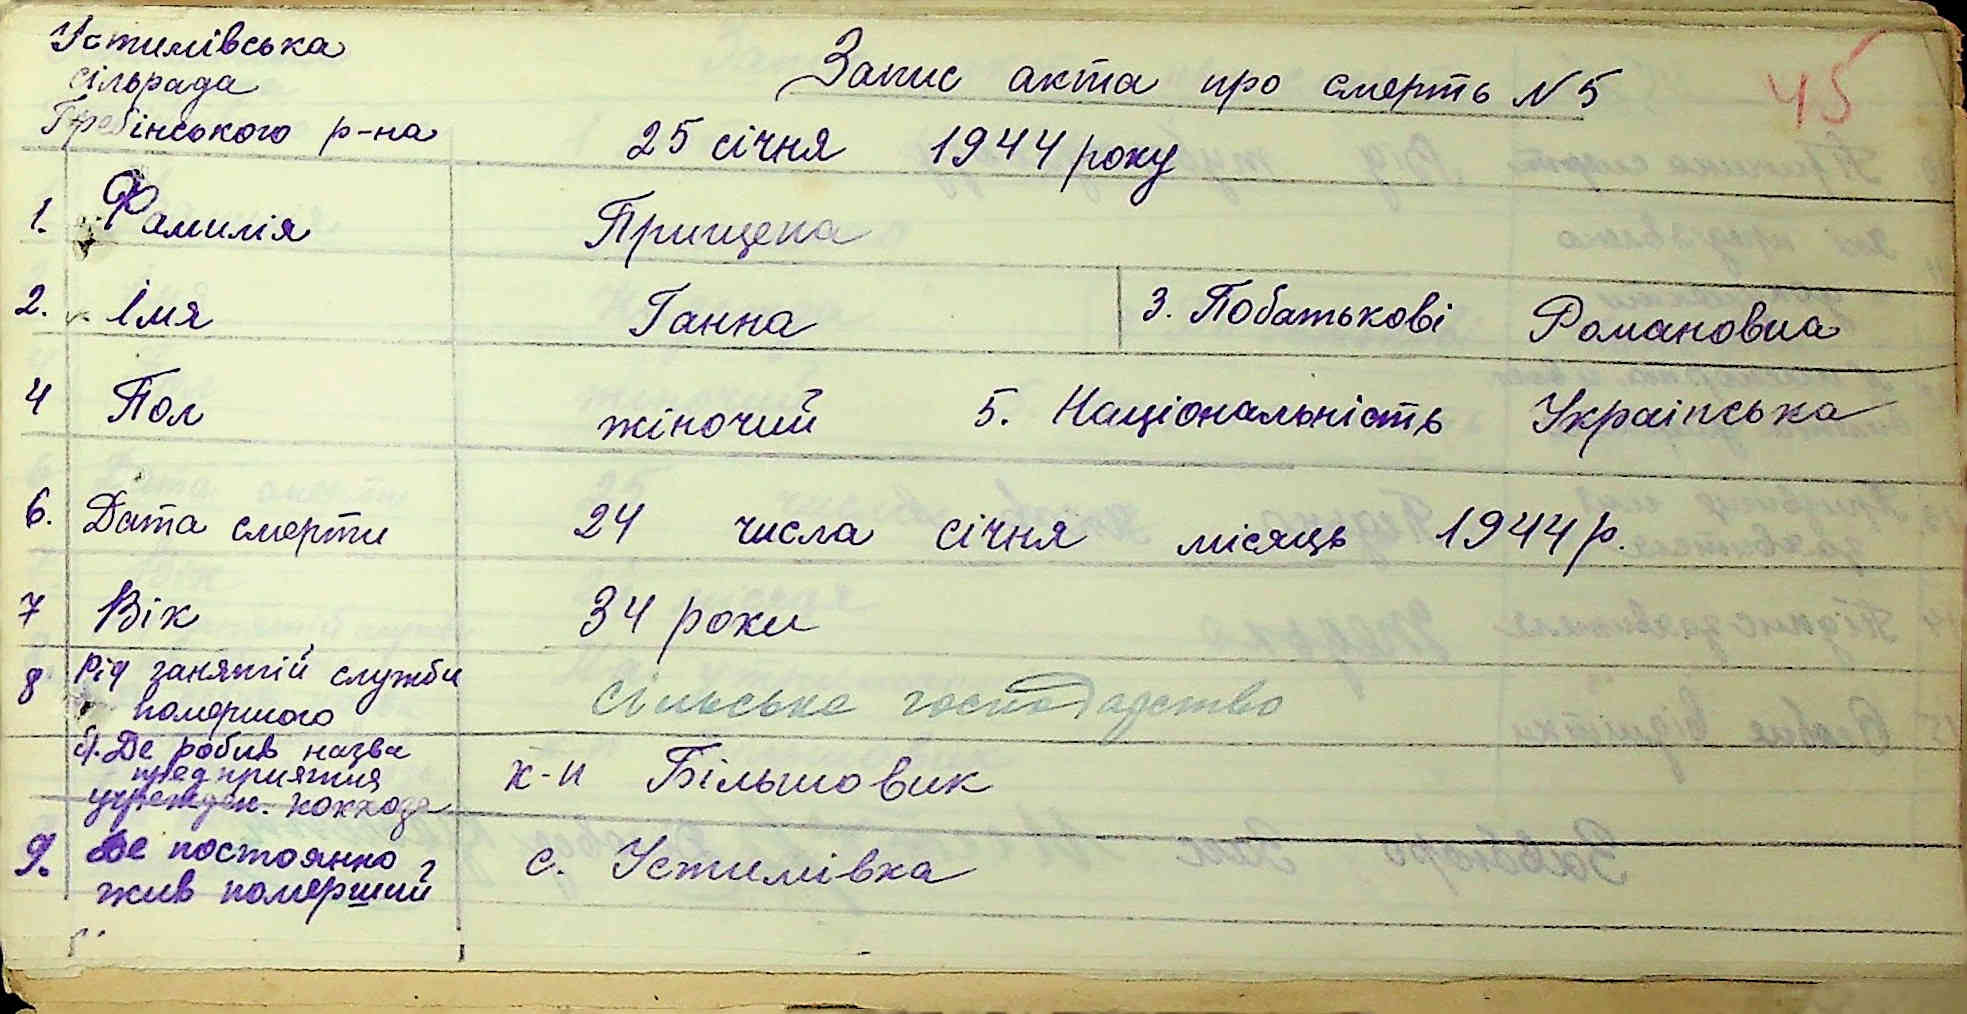 Устимівська
сільрада
Гребінського р-на
Запис акта про смерть N 5
45
25 січня 1944 року
1. Фамилія Прищепа
2. Імя Ганна 3. Побатькові Романовна
4 Пол жіночий 5. Національність Українська
6. Дата смерти 24 числа січня місяць 1944 р.
7 Вік 34 роки
8 Рід занятій служби
помершого
сільське господарство
б). Де робив назва
предприятия
учрежден. колхоза
к-п Більшовик
9. Де постоянно
жив померший
с. Устимівка